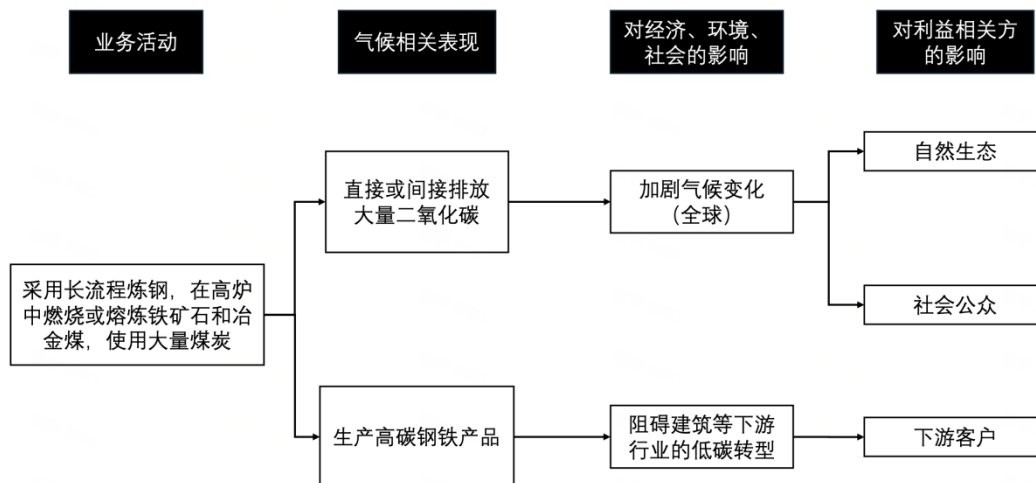 业务活动
气候相关表现
对经济、环境、
社会的影响
对利益相关方
的影响
采用长流程炼钢，在高炉
中燃烧或熔炼铁矿石和冶
金煤，使用大量煤炭
直接或间接排放
大量二氧化碳
加剧气候变化
（全球）
自然生态
社会公众
生产高碳钢铁产品
阻碍建筑等下游
行业的低碳转型
下游客户